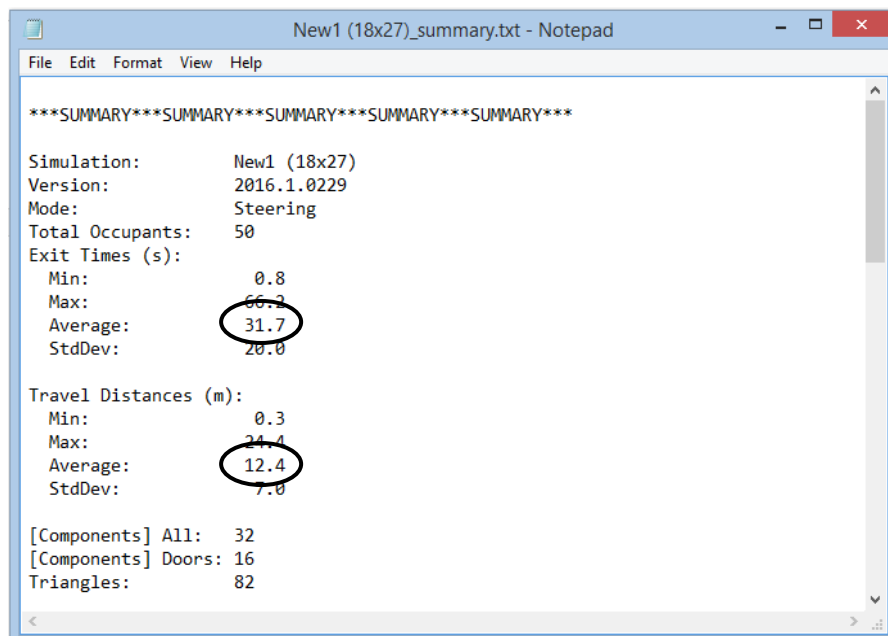 New1 (18x27)_summary.txt - Notepad
File Edit Format View Help
***SUMMARY***SUMMARY***SUMMARY***SUMMARY***SUMMARY***
Simulation: New1 (18x27)
Version: 2016.1.0229
Mode: Steering
Total Occupants: 50
Exit Times (s):
Min: 0.8
Max: 66.2
Average: 31.7
StdDev: 20.0
Travel Distances (m):
Min: 0.3
Max: 24.4
Average: 12.4
StdDev: 7.0
[Components] All: 32
[Components] Doors: 16
Triangles: 82